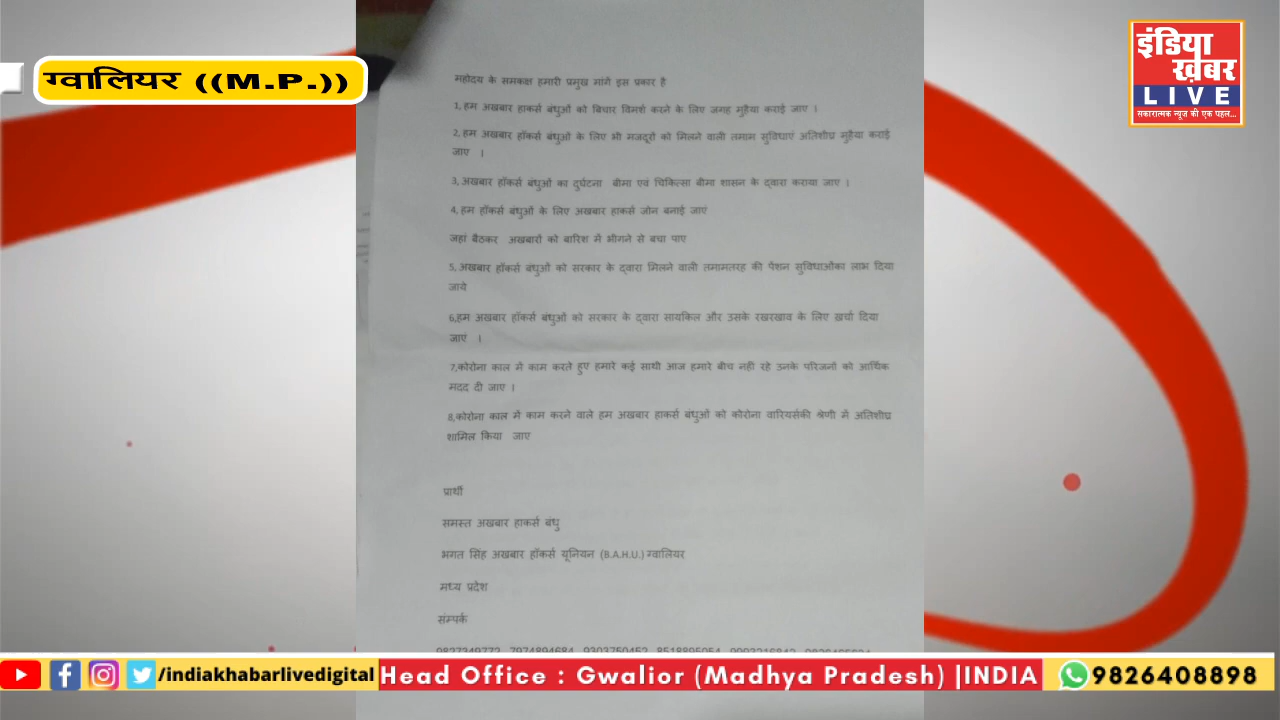 ग्वालियर ((M.P.))
इंडिया
ख़बर
LIVE
सकारात्मक न्यूज की एक पहल...
महोदय के समकक्ष हमारी प्रमुख मांगें इस प्रकार है
1, हम अखबार हाकर्स बंधुओं को बिचार विमर्श करने के लिए जगह मुहैया कराई जाए ।
2, हम अखबार हॉकर्स बंधुओं के लिए भी मजदूरों को मिलने वाली तमाम सुविधाएं अतिशीघ्र मुहैया कराई
जाए ।
3, अखबार हॉकर्स बंधुओं का दुर्घटना बीमा एवं चिकित्सा बीमा शासन के द्वारा कराया जाए ।
4, हम हॉकर्स बंधुओं के लिए अखबार हाकर्स जोन बनाई जाएं
जहां बैठकर अखबारों को बारिश में भीगने से बचा पाए
5, अखबार हॉकर्स बंधुओं को सरकार के द्वारा मिलने वाली तमामतरह की पेंशन सुविधाओंका लाभ दिया
जाये
6,हम अखबार हॉकर्स बंधुओं को सरकार के द्वारा सायकिल और उसके रखरखाव के लिए ख़र्चा दिया
जाएं ।
7,कोरोना काल में काम करते हुए हमारे कई साथी आज हमारे बीच नहीं रहे उनके परिजनों को आर्थिक
मदद दी जाए ।
8,कोरोना काल में काम करने वाले हम अखबार हाकर्स बंधुओं को कोरोना वारियर्सकी श्रेणी में अतिशीघ्र
शामिल किया जाए
प्रार्थी
समस्त अखबार हाकर्स बंधु
भगत सिंह अखबार हॉकर्स यूनियन (B.A.H.U.) ग्वालियर
मध्य प्रदेश
संम्पर्क
/indiakhabarlivedigital Head Office : Gwalior (Madhya Pradesh) |INDIA 9826408898